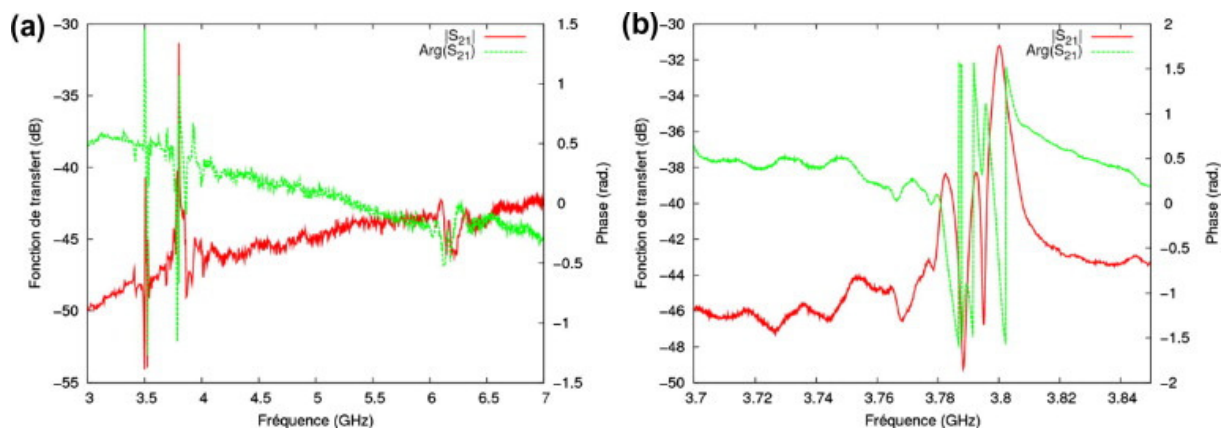 (a)
|S21|
Arg(S21)
Fonction de transfert (dB)
−30
−35
−40
−45
−50
−55
Phase (rad.)
1.5
1
0.5
0
−0.5
−1
−1.5
3 3.5 4 4.5 5 5.5 6 6.5 7
Fréquence (GHz)
(b)
|S21|
Arg(S21)
Fonction de transfert (dB)
−30
−32
−34
−36
−38
−40
−42
−44
−46
−48
−50
Phase (rad.)
2
1.5
1
0.5
0
−0.5
−1
−1.5
−2
3.7 3.72 3.74 3.76 3.78 3.8 3.82 3.84
Fréquence (GHz)